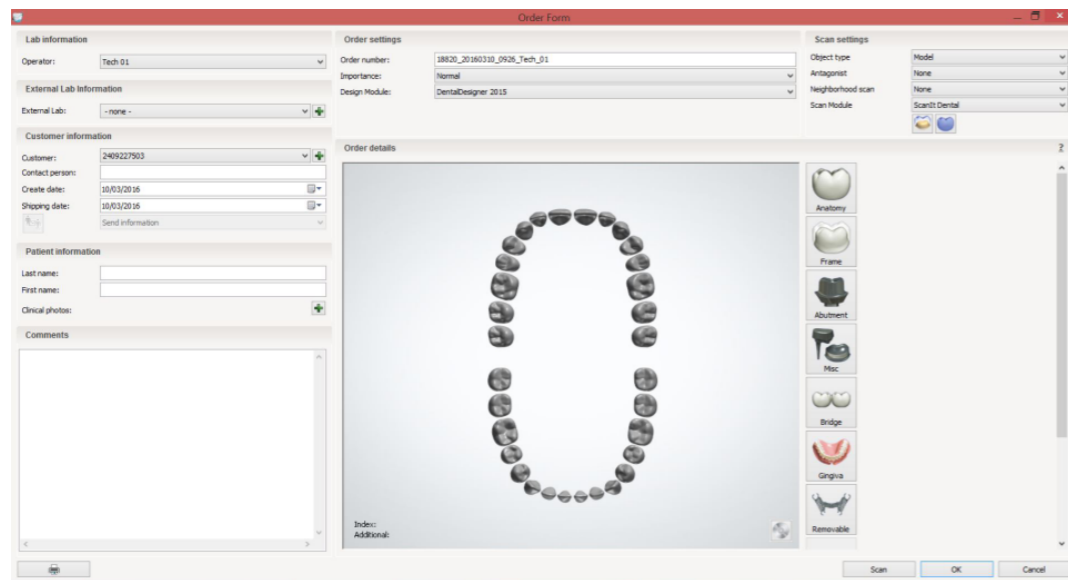 Order Form
Lab information
Operator: Tech 01
External Lab Information
External Lab: - none -
Customer information
Customer: 2409227503
Contact person:
Create date: 10/03/2016
Shipping date: 10/03/2016
Send information
Patient information
Last name:
First name:
Clinical photos:
Comments
Order settings
Order number: 18820_20160310_0926_Tech_01
Importance: Normal
Design Module: DentalDesigner 2015
Scan settings
Object type Model
Antagonist None
Neighborhood scan None
Scan Module ScanIt Dental
Order details ?
Anatomy
Frame
Abutment
Misc
Bridge
Gingiva
Removable
Index:
Additional:
Scan OK Cancel